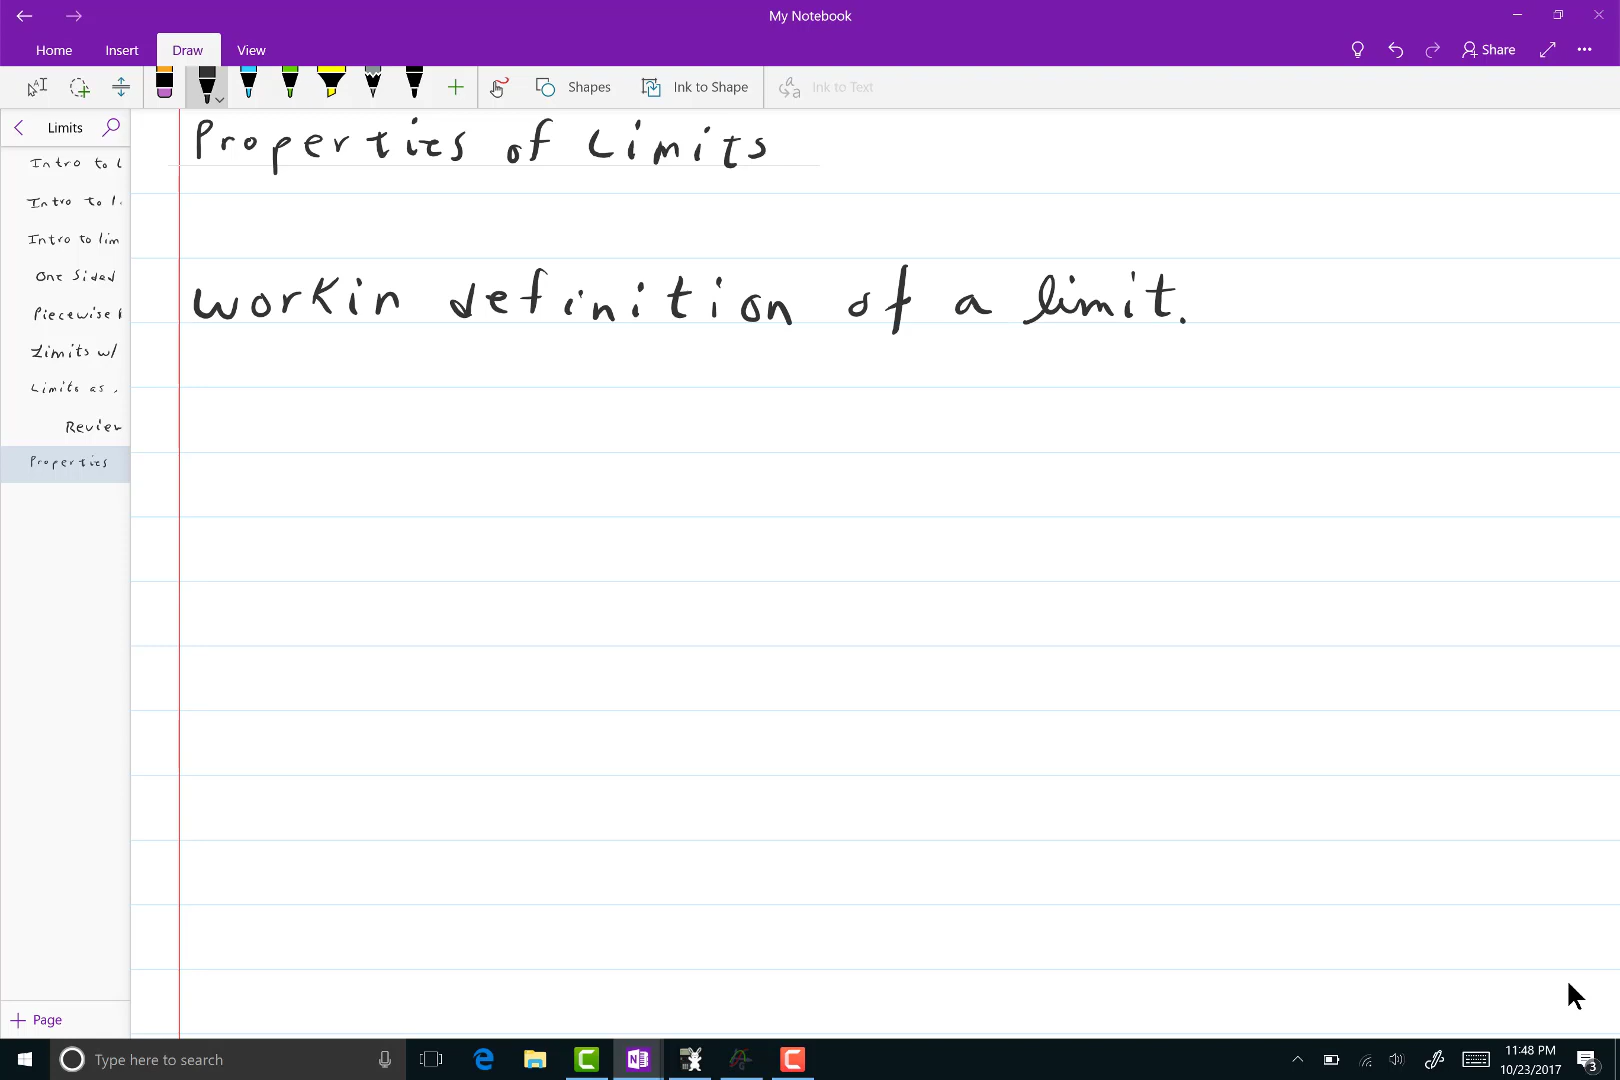 My Notebook
Home Insert Draw View Share
Shapes Ink to Shape Ink to Text
Limits
Properties of Limits
Intro to L
Intro to l
Intro to lim
One Sided
Piecewise
Limits w/
Limits as
Review
Properties
workin definition of a limit.
Page
Type here to search
11:48 PM
10/23/2017
3